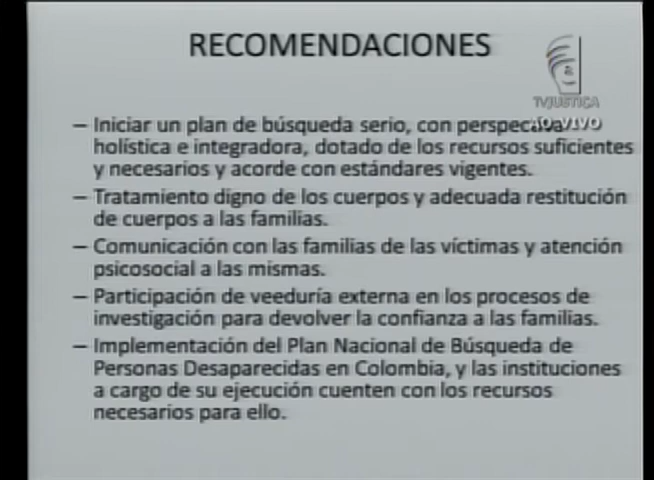 RECOMENDACIONES
TVJUSTIÇA
AO VIVO
– Iniciar un plan de búsqueda serio, con perspectiva
holística e integradora, dotado de los recursos suficientes
y necesarios y acorde con estándares vigentes.
– Tratamiento digno de los cuerpos y adecuada restitución
de cuerpos a las familias.
– Comunicación con las familias de las víctimas y atención
psicosocial a las mismas.
– Participación de veeduría externa en los procesos de
investigación para devolver la confianza a las familias.
– Implementación del Plan Nacional de Búsqueda de
Personas Desaparecidas en Colombia, y las instituciones
a cargo de su ejecución cuenten con los recursos
necesarios para ello.